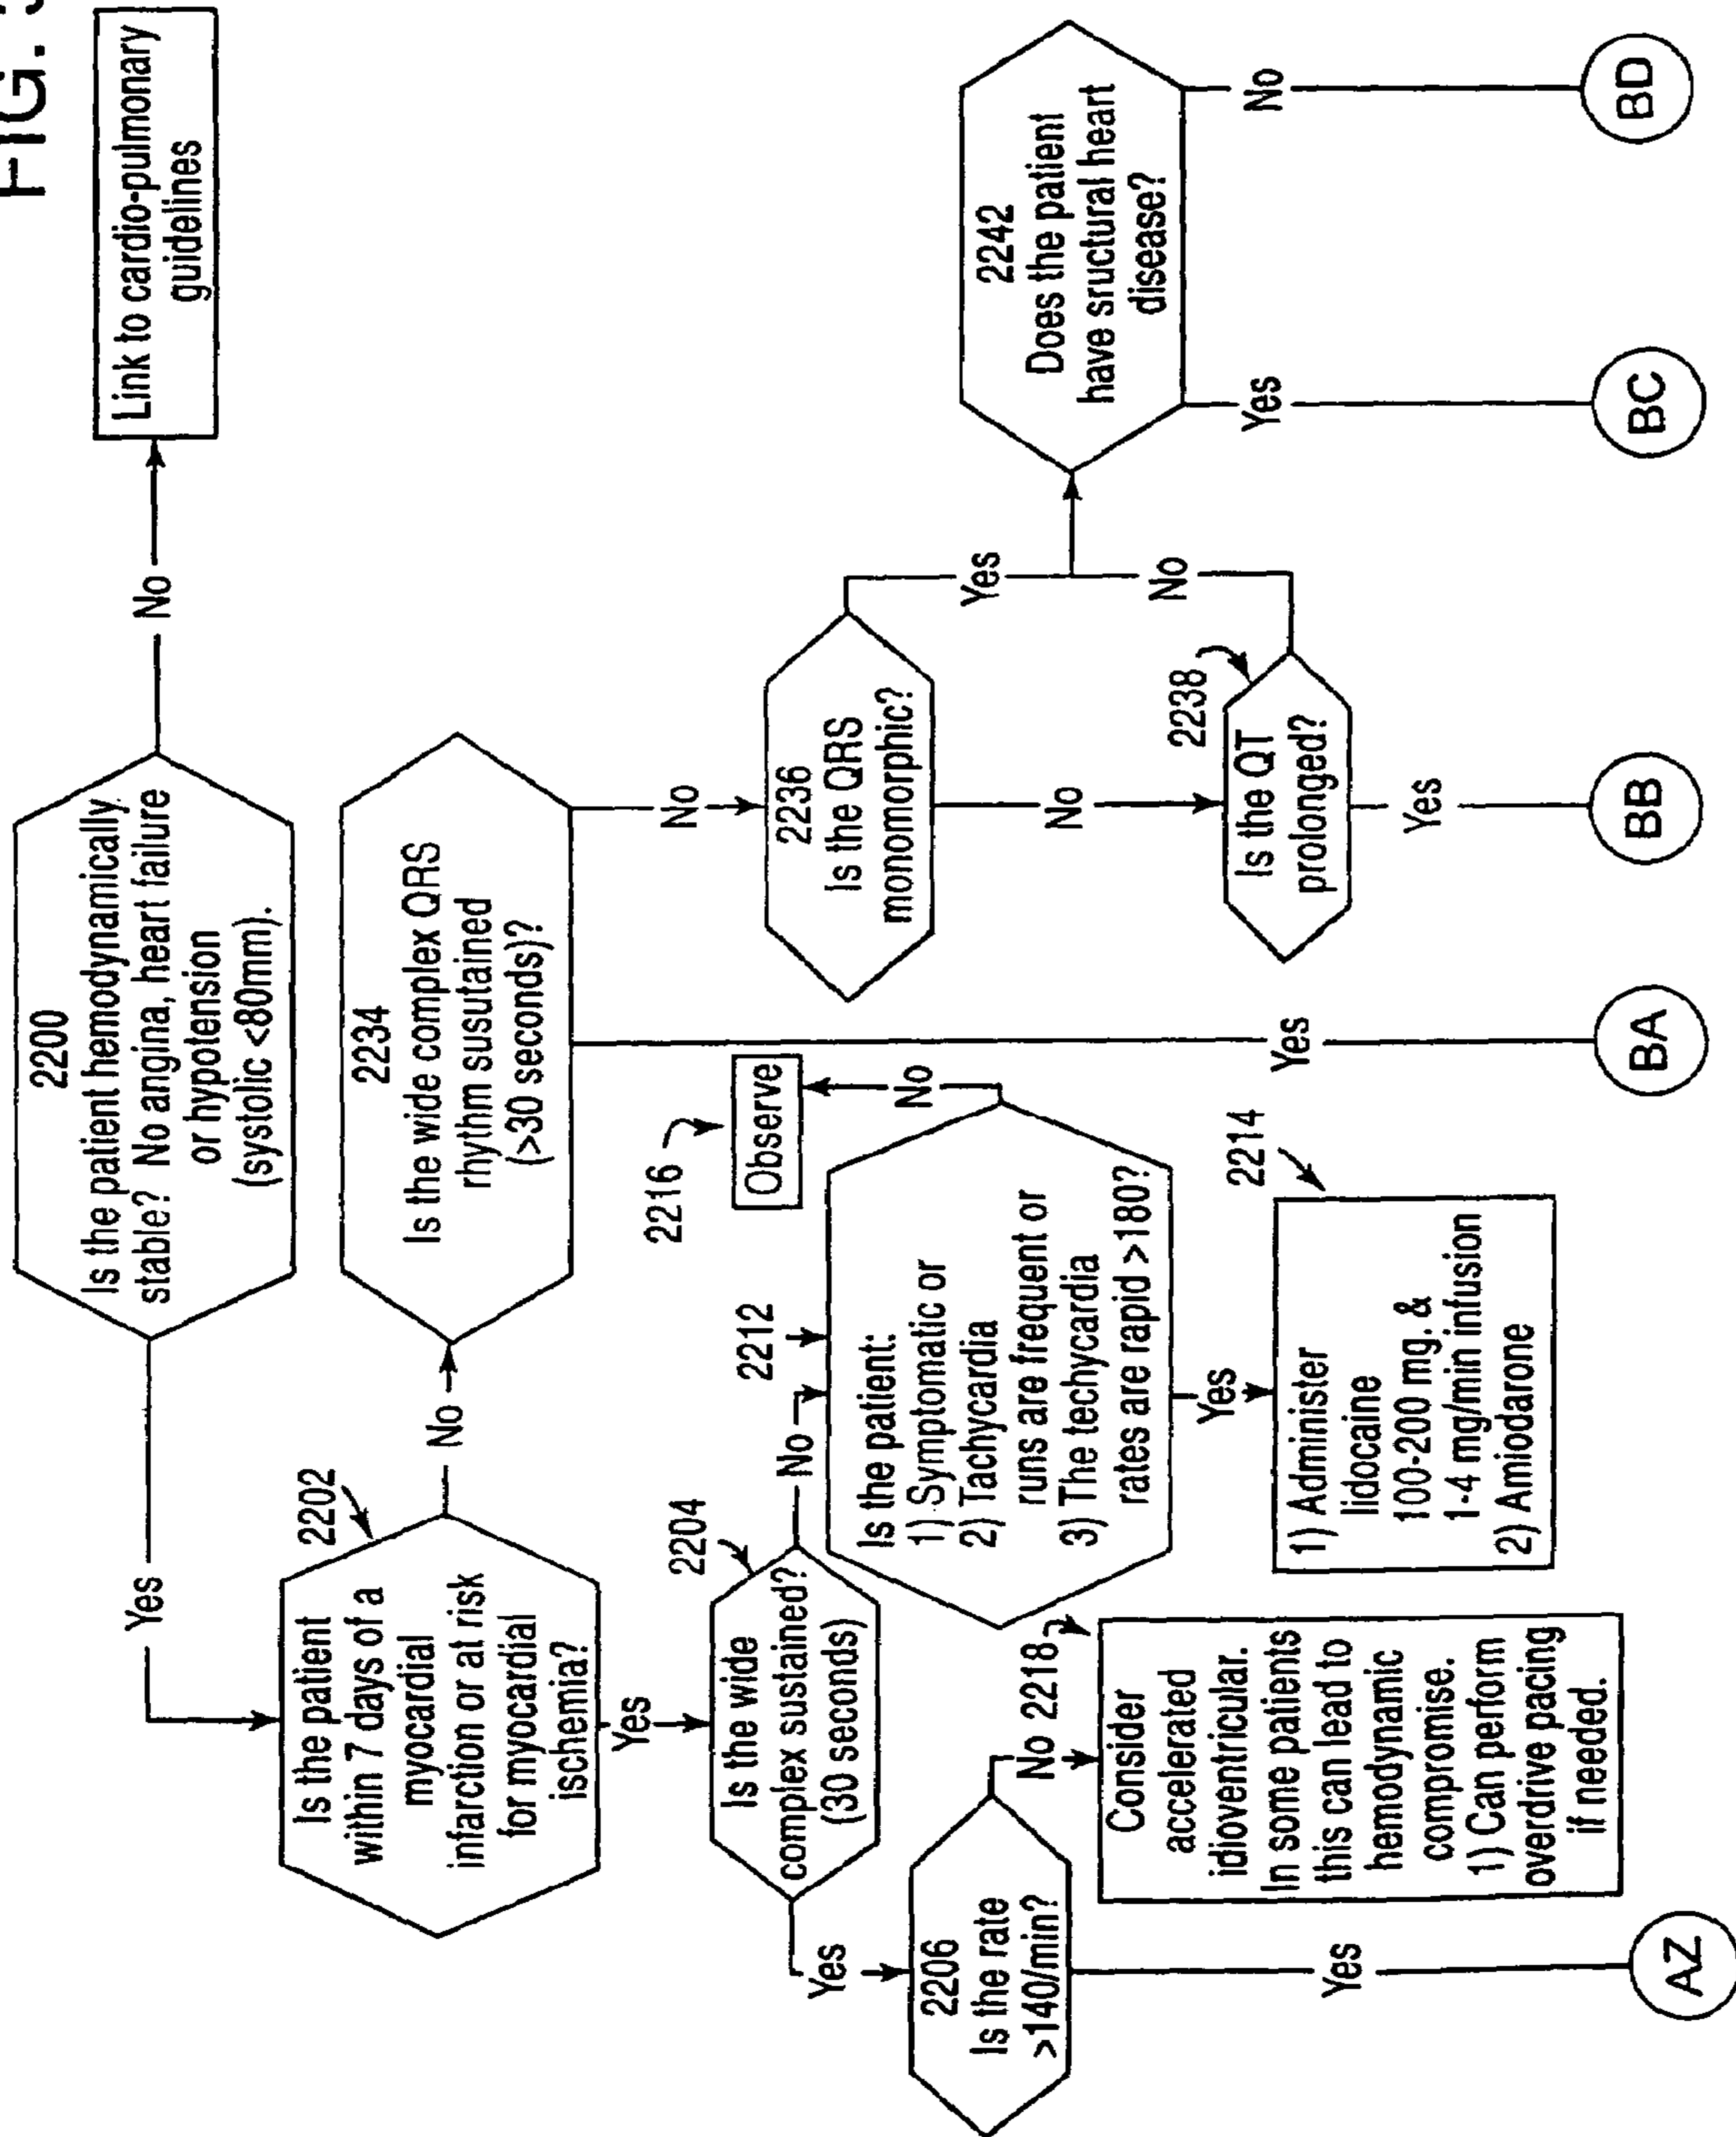 FIG.
2200
Is the patient hemodynamically
stable? No angina, heart failure
or hypotension
(systolic <80mm).
No
Link to cardio-pulmonary
guidelines
Yes
2202
Is the patient
within 7 days of a
myocardial
infarction or at risk
for myocardial
ischemia?
No
2234
Is the wide complex QRS
rhythm susutained
(>30 seconds)?
Yes
2204
Is the wide
complex sustained?
(30 seconds)
No
2212
Is the patient:
1) Symptomatic or
2) Tachycardia
runs are frequent or
3) The techycardia
rates are rapid >180?
No
2216
Observe
Yes
2214
1) Administer
lidocaine
100-200 mg, &
1-4 mg/min infusion
2) Amiodarone
Yes
2206
Is the rate
>140/min?
No
2218
Consider
accelerated
idioventricular.
In some patients
this can lead to
hemodynamic
compromise.
1) Can perform
overdrive pacing
if needed.
Yes
AZ
Yes
BA
No
2236
Is the QRS
monomorphic?
Yes
No
2238
Is the QT
prolonged?
No
Yes
BB
2242
Does the patient
have sructural heart
disease?
Yes
BC
No
BD